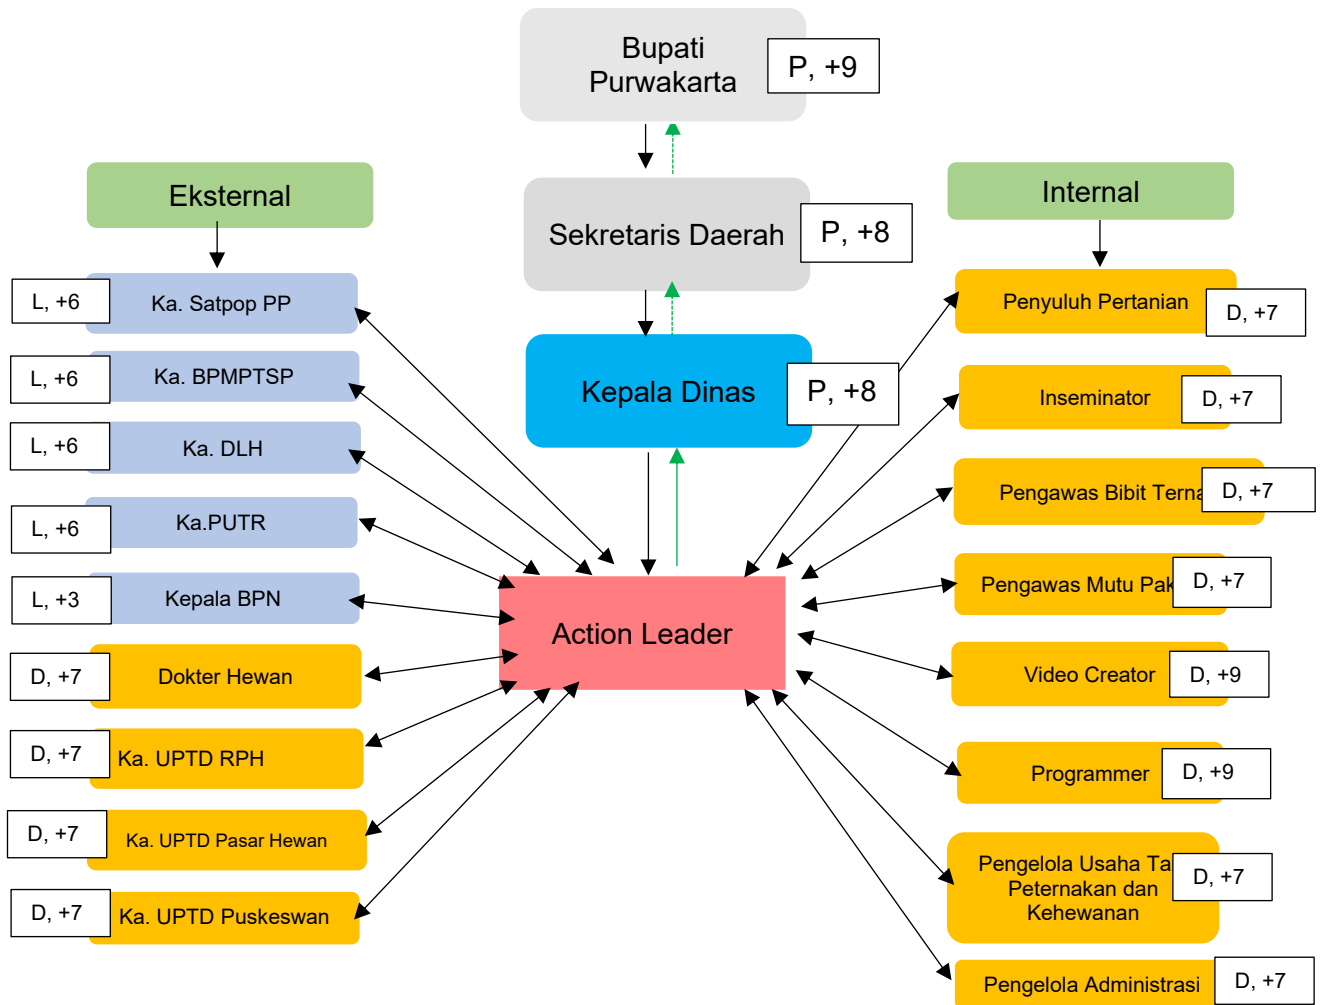 Bupati
Purwakarta
P, +9
Eksternal
Internal
Sekretaris Daerah
P, +8
Kepala Dinas
P, +8
L, +6
Ka. Satpop PP
L, +6
Ka. BPMPTSP
L, +6
Ka. DLH
L, +6
Ka.PUTR
L, +3
Kepala BPN
D, +7
Dokter Hewan
D, +7
Ka. UPTD RPH
D, +7
Ka. UPTD Pasar Hewan
D, +7
Ka. UPTD Puskeswan
Action Leader
Penyuluh Pertanian
D, +7
Inseminator
D, +7
Pengawas Bibit Terna
D, +7
Pengawas Mutu Pak
D, +7
Video Creator
D, +9
Programmer
D, +9
Pengelola Usaha Ta
Peternakan dan
Kehewanan
D, +7
Pengelola Administrasi
D, +7